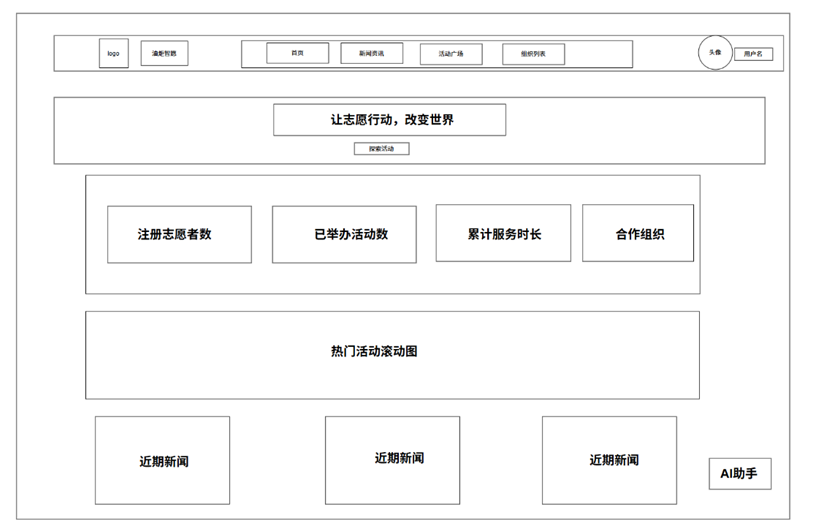 logo
渝炬智愿
首页
新闻资讯
活动广场
组织列表
头像
用户名
让志愿行动，改变世界
探索活动
注册志愿者数
已举办活动数
累计服务时长
合作组织
热门活动滚动图
近期新闻
近期新闻
近期新闻
AI助手